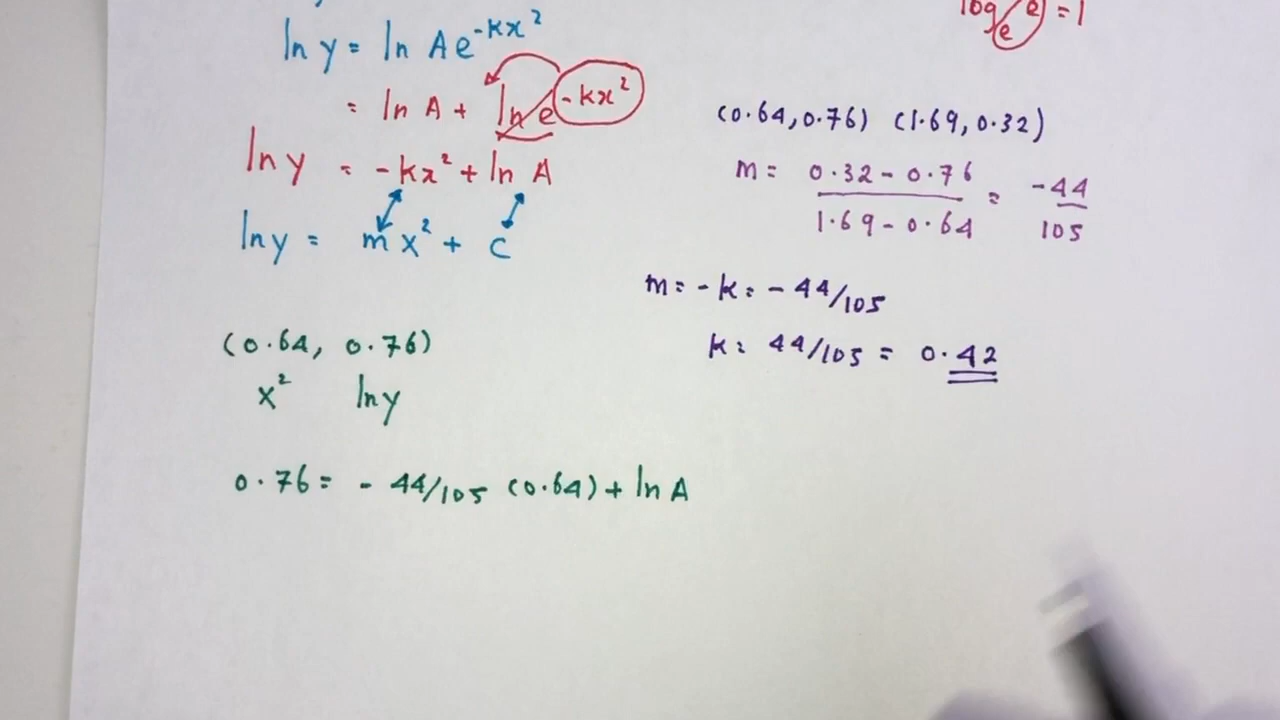 ln y = ln Ae^-kx²
= ln A + ln e -kx²
ln y = -kx² + ln A
ln y = m x² + c
(0.64, 0.76)
x² ln y
0.76 = - 44/105 (0.64) + ln A
log e e = 1
(0.64, 0.76) (1.69, 0.32)
m = 0.32 - 0.76 / 1.69 - 0.64 = -44 / 105
m = - k = - 44/105
k = 44/105 = 0.42